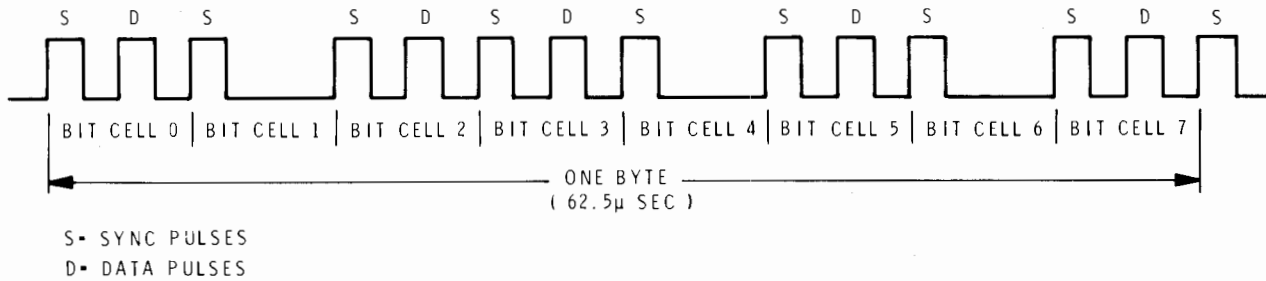 S D S S D S D S S D S S D S
BIT CELL 0 BIT CELL 1 BIT CELL 2 BIT CELL 3 BIT CELL 4 BIT CELL 5 BIT CELL 6 BIT CELL 7
ONE BYTE
( 62.5µ SEC )
S- SYNC PULSES
D- DATA PULSES